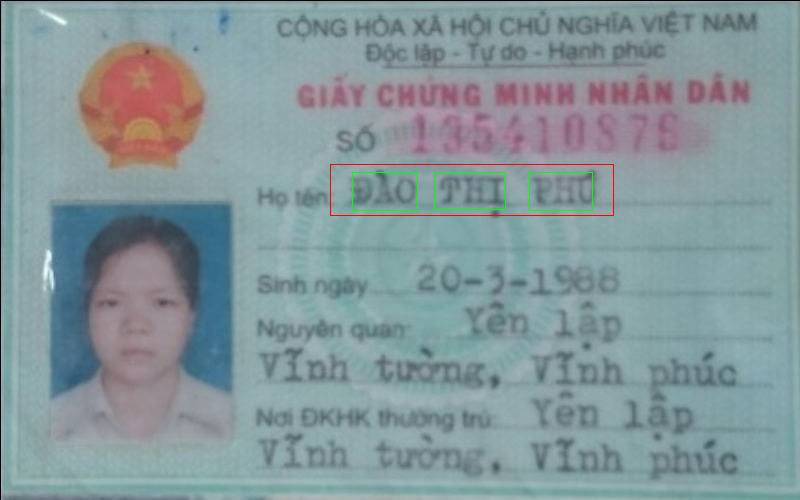 CỘNG HÒA XÃ HỘI CHỦ NGHĨA VIỆT NAM
Độc lập - Tự do - Hạnh phúc
GIẤY CHỨNG MINH NHÂN DÂN
SỐ 135410878
Họ tên: ĐÀO THỊ PHÚ
Sinh ngày 20-3-1988
Nguyên quán: Yên lập
Vĩnh tường, Vĩnh phúc
Nơi ĐKHK thường trú: Yên lập
Vĩnh tường, Vĩnh phúc